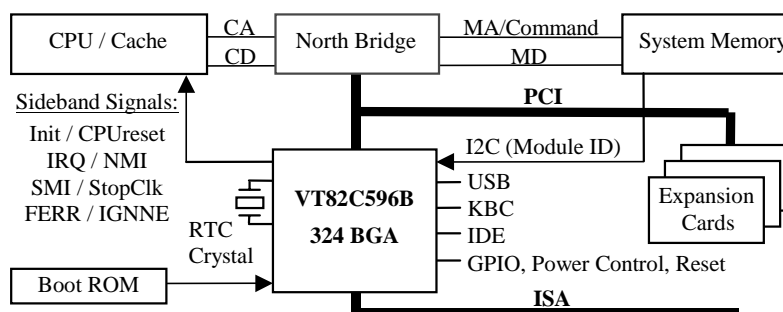 CPU / Cache
CA
CD
North Bridge
MA/Command
MD
System Memory
Sideband Signals:
Init / CPUreset
IRQ / NMI
SMI / StopClk
FERR / IGNNE
PCI
I2C (Module ID)
RTC
Crystal
VT82C596B
324 BGA
USB
KBC
IDE
GPIO, Power Control, Reset
Expansion
Cards
Boot ROM
ISA